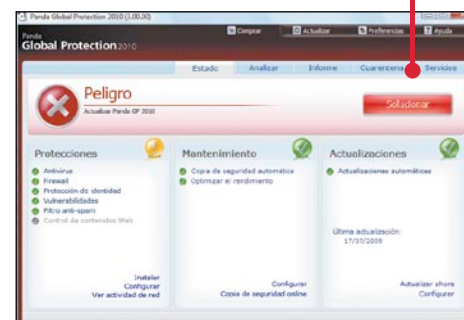 Panda Global Protection 2010 (3.00.00)
Panda
Global Protection 2010
Comprar
Actualizar
Preferencias
Ayuda
Estado
Analizar
Informe
Cuarentena
Servicios
Peligro
Actualizar Panda GP 2010
Solucionar
Protecciones
Antivirus
Firewall
Protección de identidad
Vulnerabilidades
Filtro anti-spam
Control de contenidos Web
Instalar
Configurar
Ver actividad de red
Mantenimiento
Copia de seguridad automática
Optimizar el rendimiento
Configurar
Copia de seguridad online
Actualizaciones
Actualizaciones automáticas
Última actualización:
17/07/2009
Actualizar ahora
Configurar